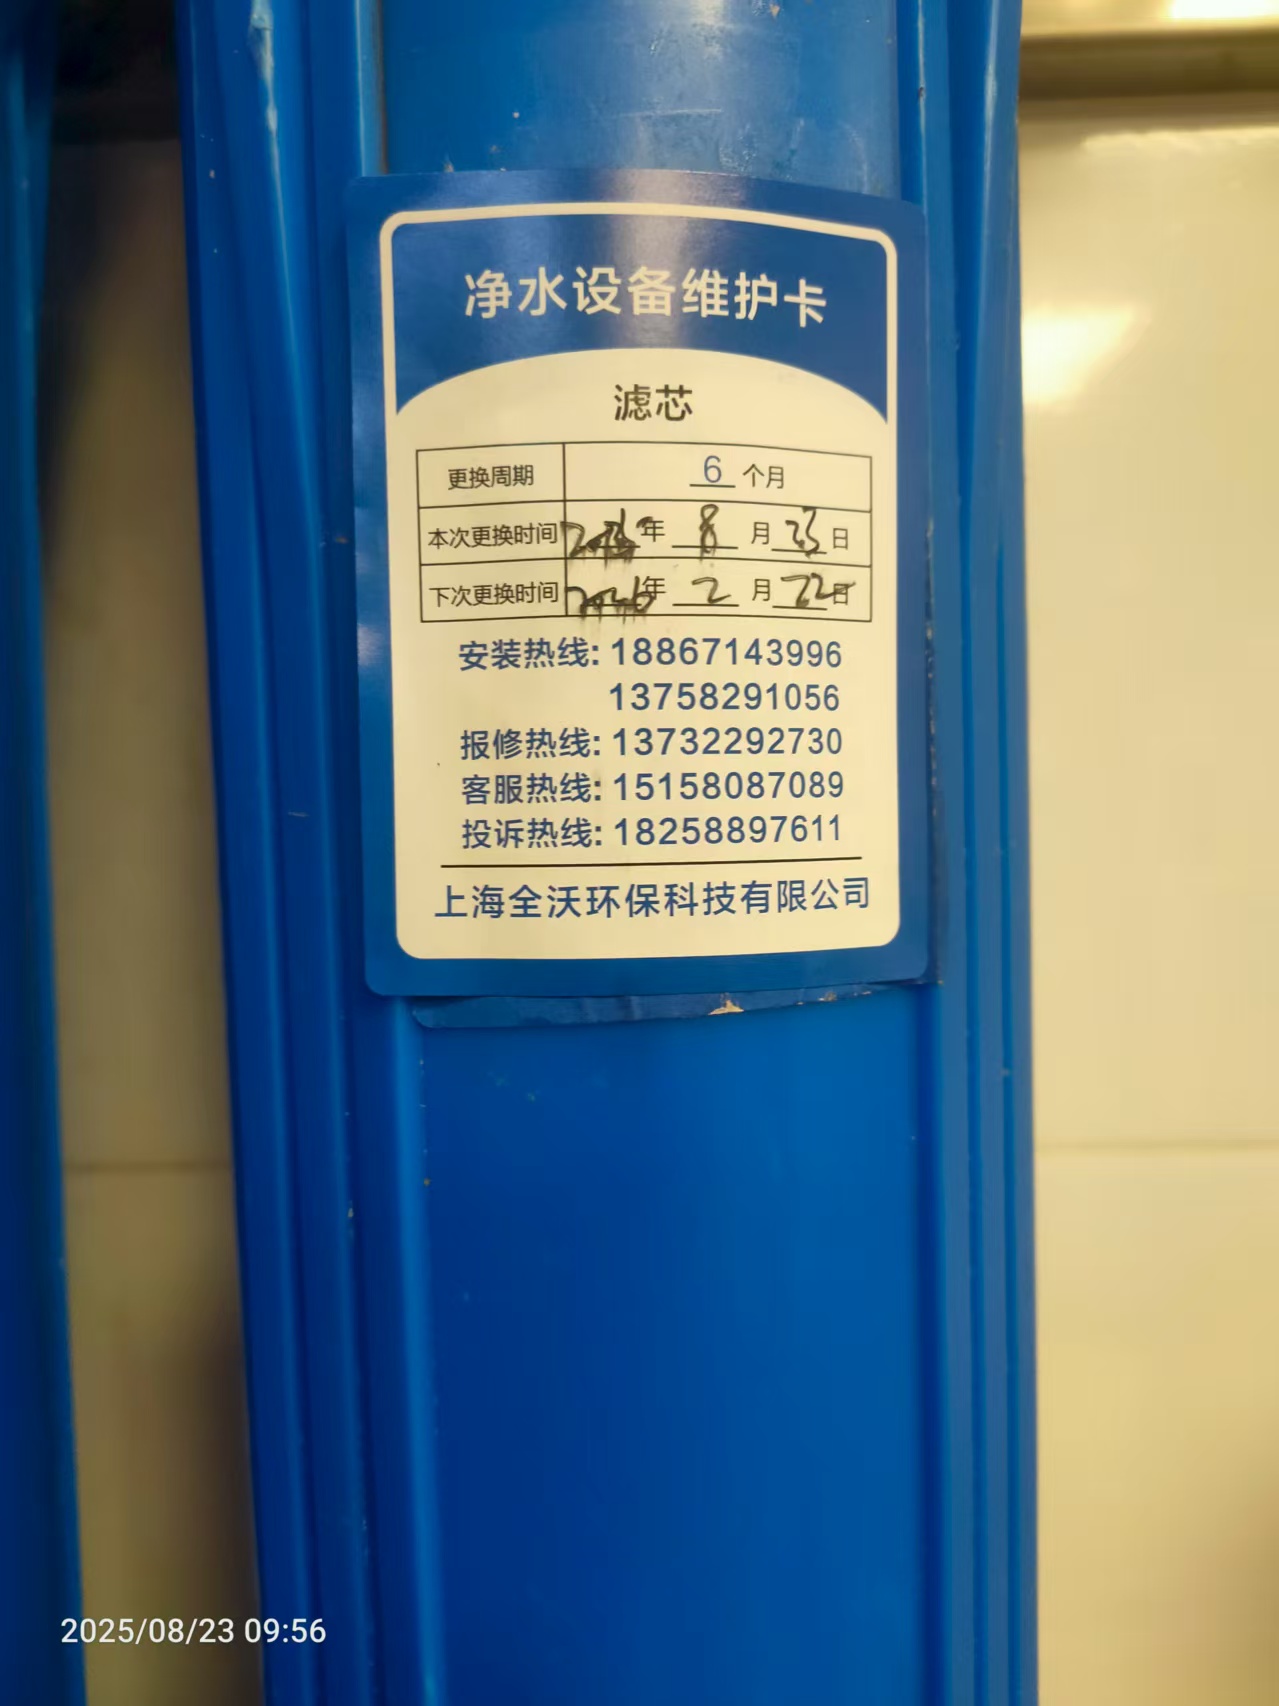 净水设备维护卡
滤芯
更换周期 6 个月
本次更换时间 年 8 月 23 日
下次更换时间 2026 年 2 月 22 日
安装热线: 18867143996
13758291056
报修热线: 13732292730
客服热线: 15158087089
投诉热线: 18258897611
上海全沃环保科技有限公司
2025/08/23 09:56